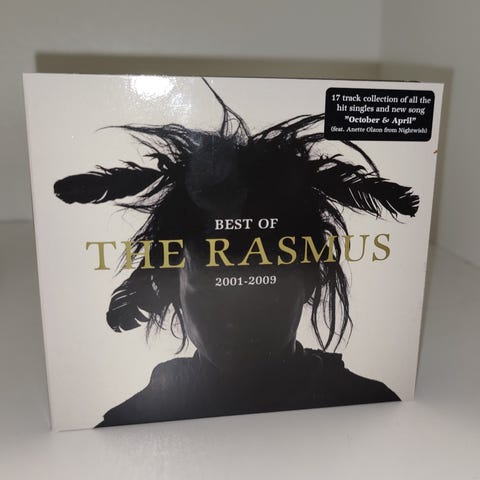 17 track collection of all the
hit singles and new song
"October & April"
(feat. Anette Olzon from Nightwish)
BEST OF
THE RASMUS
2001-2009